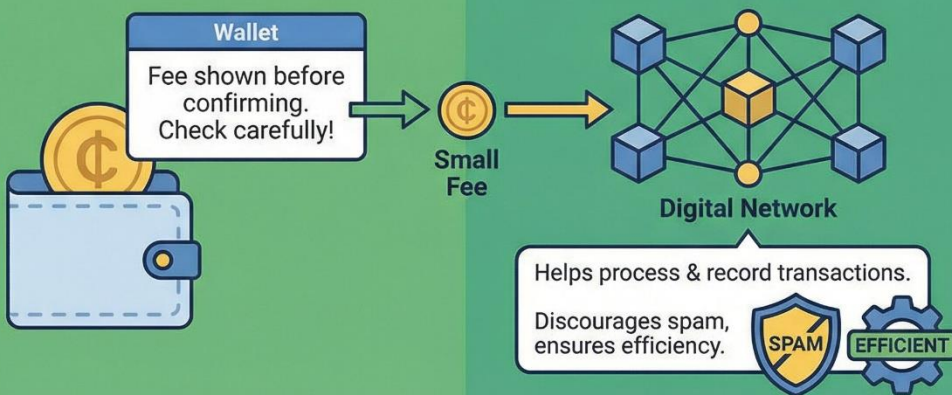 Wallet
Fee shown before
confirming.
Check carefully!
¢
¢
Small
Fee
Digital Network
Helps process & record transactions.
Discourages spam,
ensures efficiency.
SPAM
EFFICIENT